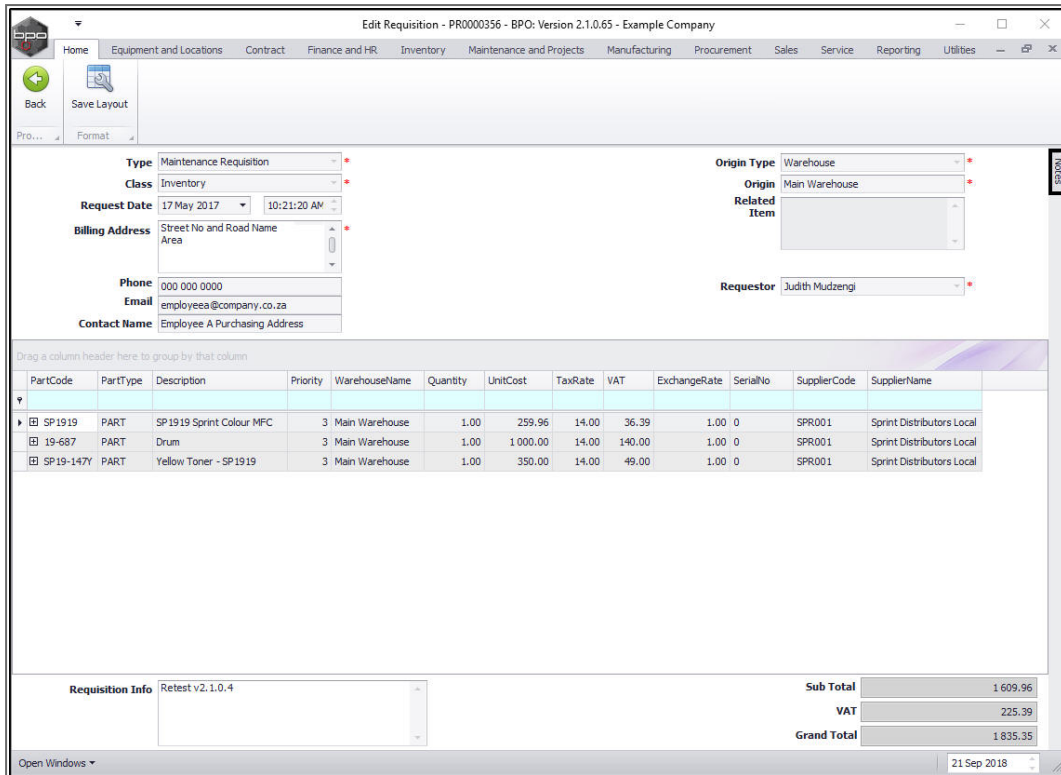 Edit Requisition - PR0000356 - BPO: Version 2.1.0.65 - Example Company
bpo
Home Equipment and Locations Contract Finance and HR Inventory Maintenance and Projects Manufacturing Procurement Sales Service Reporting Utilities
Back Save Layout
Pro... Format
Type Maintenance Requisition * Origin Type Warehouse *
Class Inventory * Origin Main Warehouse *
Request Date 17 May 2017 10:21:20 AM Related Item
Billing Address Street No and Road Name *
Area
Phone 000 000 0000 Requestor Judith Mudzengi *
Email employeea@company.co.za
Contact Name Employee A Purchasing Address
Notes
Drag a column header here to group by that column
PartCode PartType Description Priority WarehouseName Quantity UnitCost TaxRate VAT ExchangeRate SerialNo SupplierCode SupplierName
SP1919 PART SP1919 Sprint Colour MFC 3 Main Warehouse 1.00 259.96 14.00 36.39 1.00 0 SPR001 Sprint Distributors Local
19-687 PART Drum 3 Main Warehouse 1.00 1 000.00 14.00 140.00 1.00 0 SPR001 Sprint Distributors Local
SP19-147Y PART Yellow Toner - SP1919 3 Main Warehouse 1.00 350.00 14.00 49.00 1.00 0 SPR001 Sprint Distributors Local
Requisition Info Retest v2.1.0.4 Sub Total 1 609.96
VAT 225.39
Grand Total 1 835.35
Open Windows 21 Sep 2018